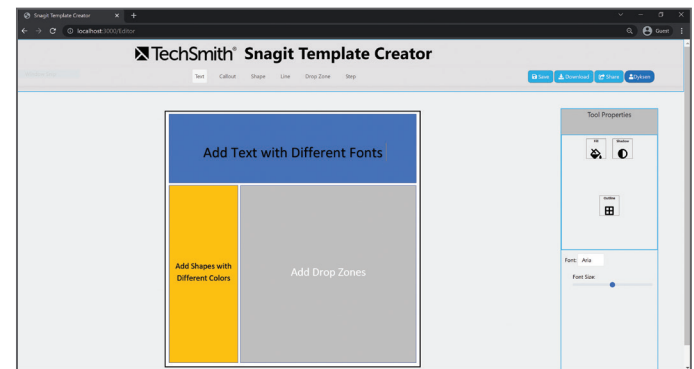 Snagit Template Creator
localhost:3000/Editor
Guest
TechSmith® Snagit Template Creator
Text Callout Shape Line Drop Zone Step
Save Download Share Dyksen
Tool Properties
Fill Shadow
Outline
Add Text with Different Fonts
Add Shapes with
Different Colors
Add Drop Zones
Font: Aria
Font Size: